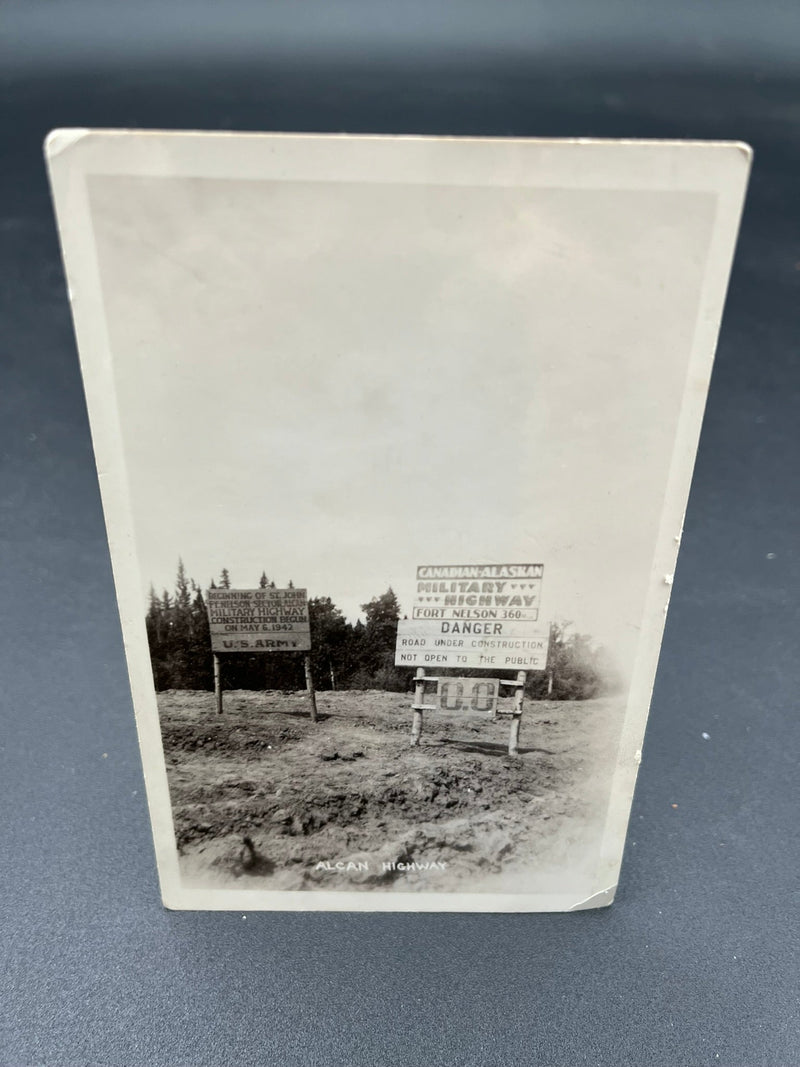 BEGINNING OF ST. JOHN
FT. NELSON SECTOR ALCAN
MILITARY HIGHWAY
CONSTRUCTION BEGUN
ON MAY 6, 1942
U.S. ARMY
CANADIAN-ALASKAN
MILITARY
HIGHWAY
FORT NELSON 360
DANGER
ROAD UNDER CONSTRUCTION
NOT OPEN TO THE PUBLIC
0.0
ALCAN HIGHWAY